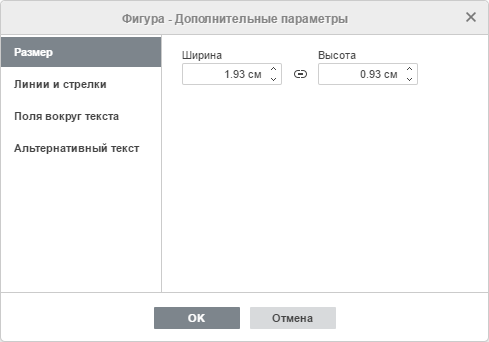 Фигура - Дополнительные параметры
Размер
Линии и стрелки
Поля вокруг текста
Альтернативный текст
Ширина Высота
1.93 см 0.93 см
OK Отмена